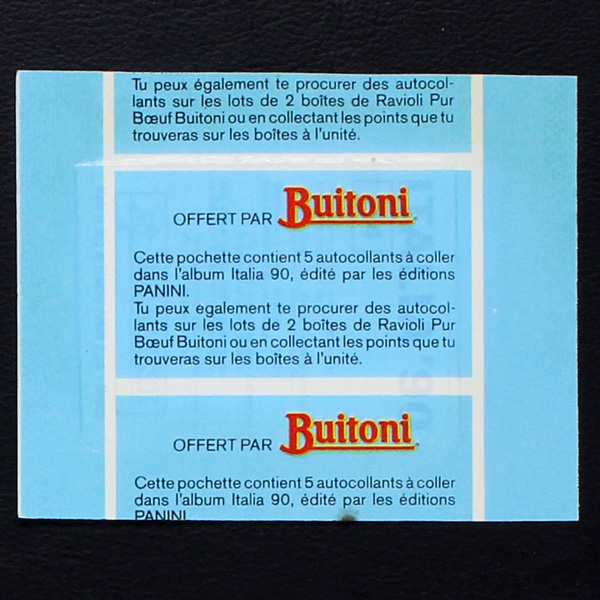 Tu peux également te procurer des autocol-
lants sur les lots de 2 boîtes de Ravioli Pur
Bœuf Buitoni ou en collectant les points que tu
trouveras sur les boîtes à l'unité.
OFFERT PAR Buitoni
Cette pochette contient 5 autocollants à coller
dans l'album Italia 90, édité par les éditions
PANINI.
Tu peux egalement te procurer des autocol-
lants sur les lots de 2 boîtes de Ravioli Pur
Bœuf Buitoni ou en collectant les points que tu
trouveras sur les boîtes à l'unité.
OFFERT PAR Buitoni
Cette pochette contient 5 autocollants à coller
dans l'album Italia 90, édité par les éditions
PANINI